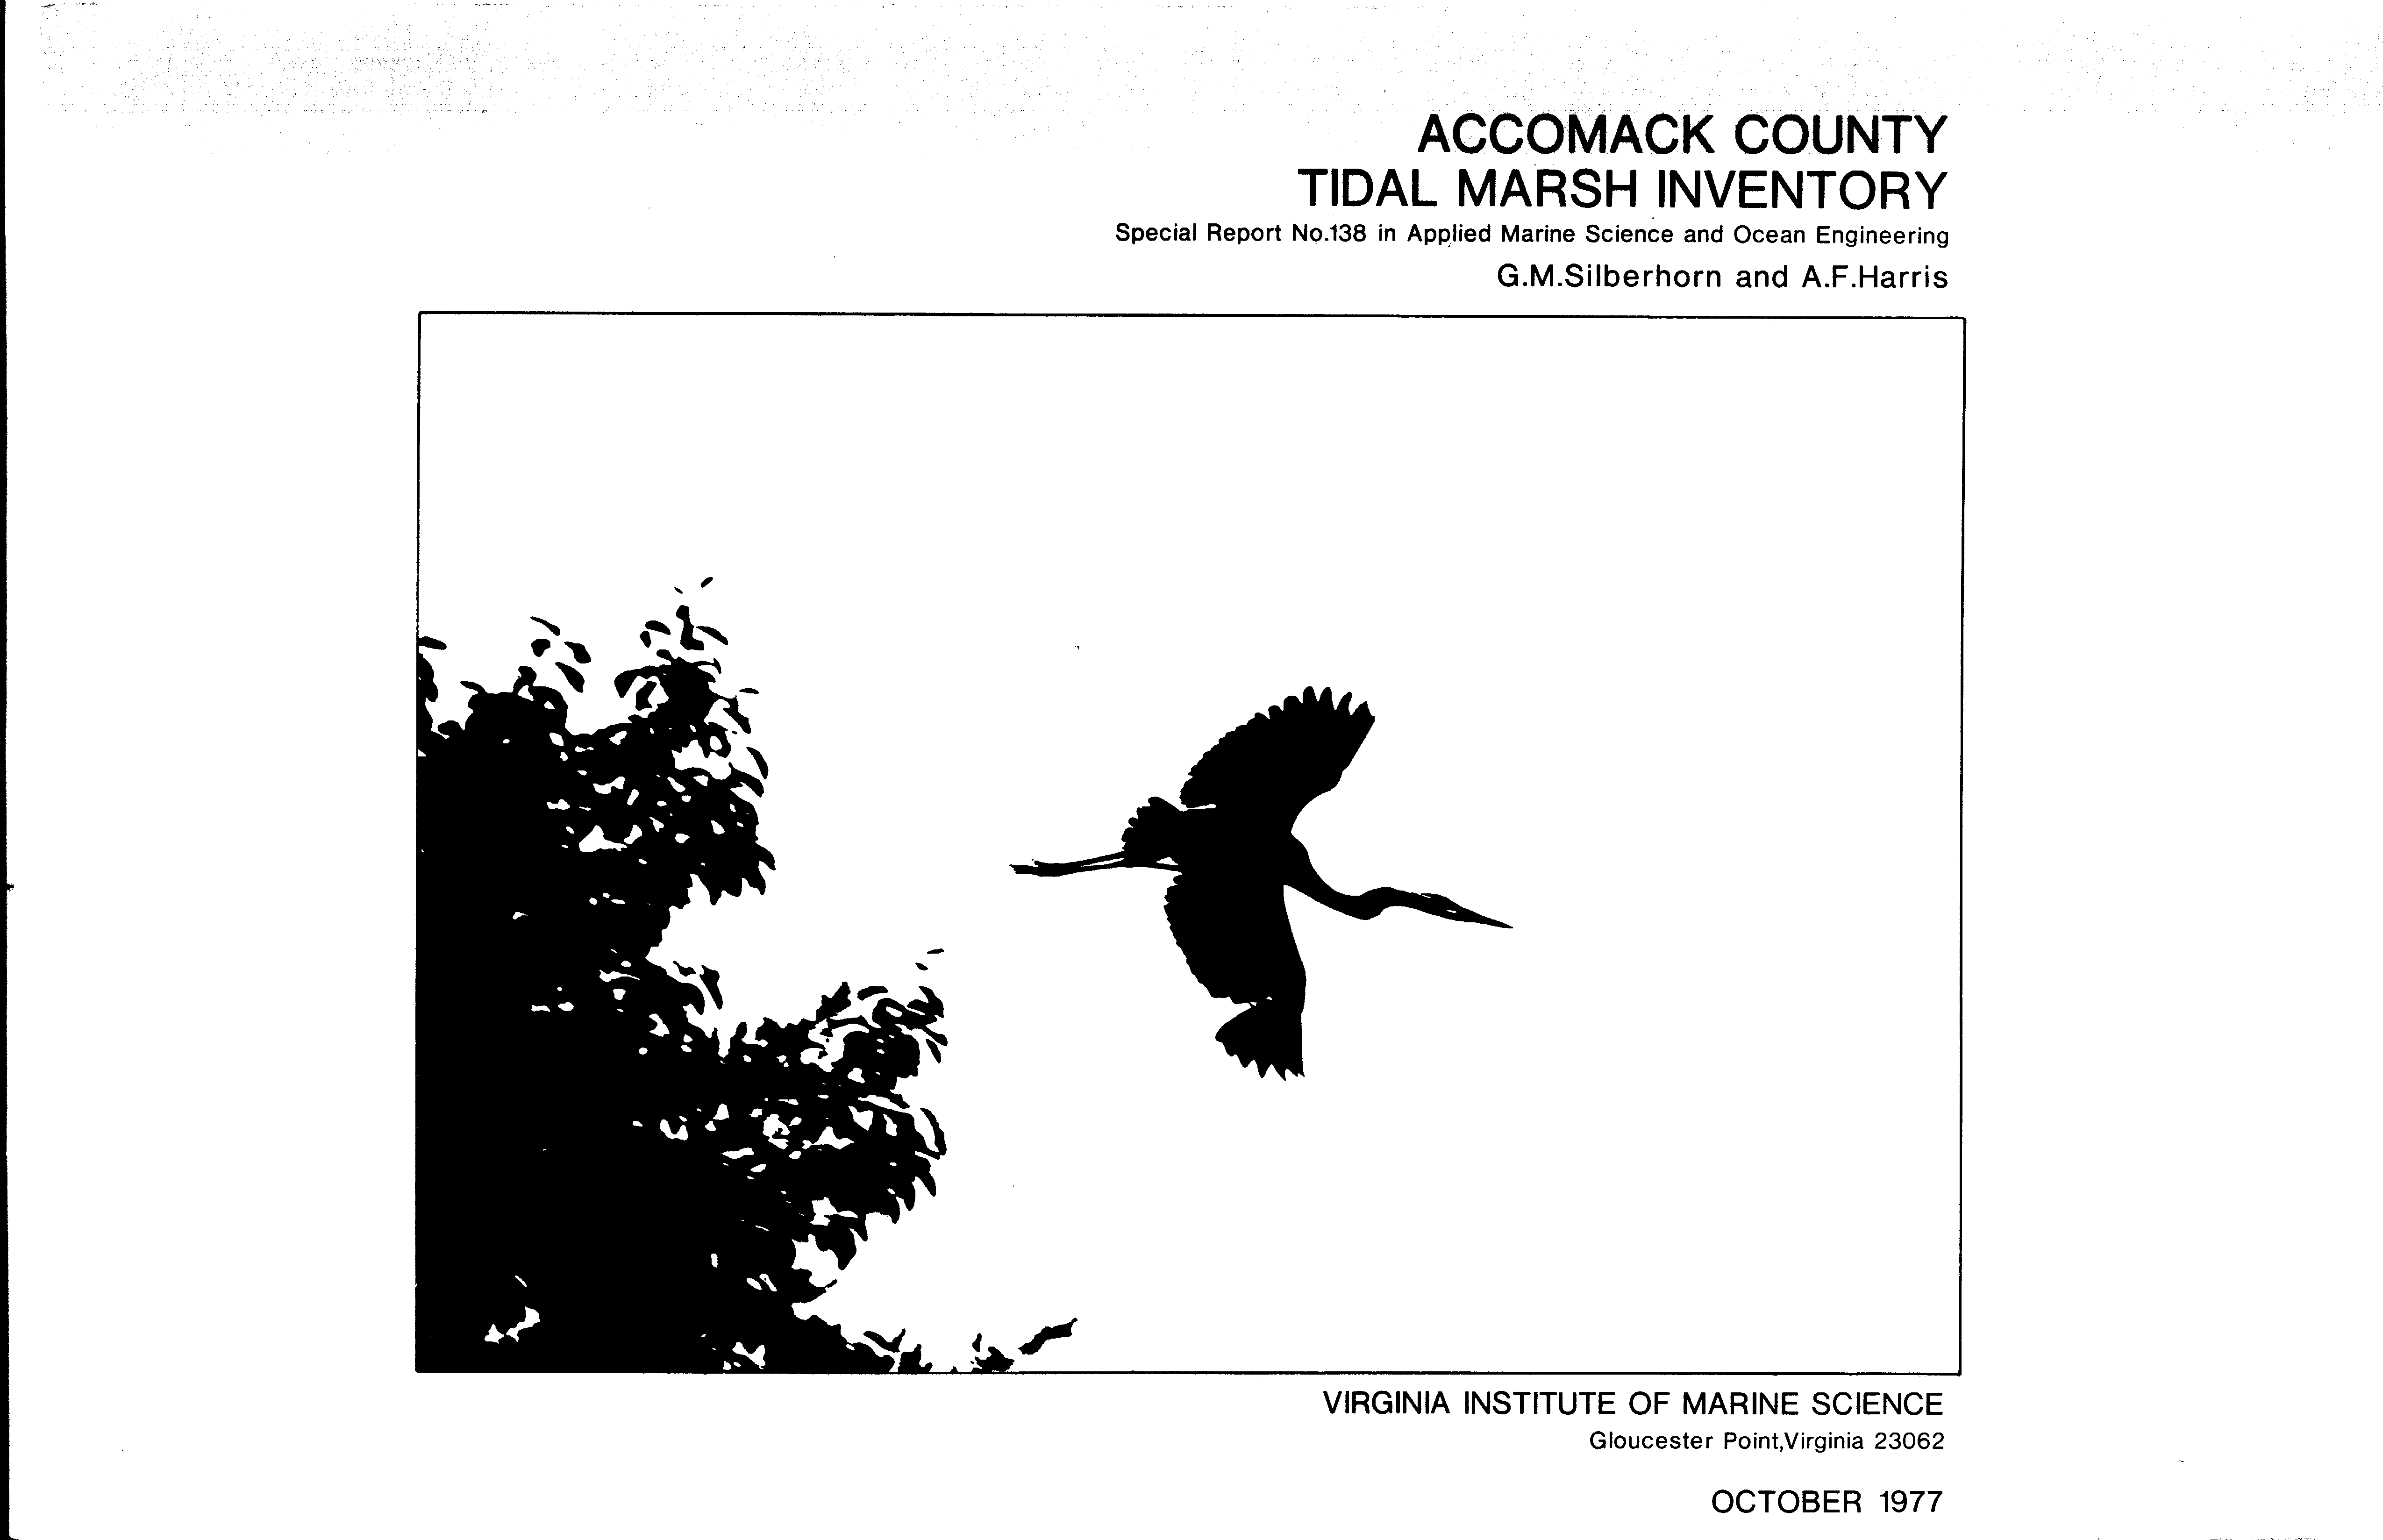 ACCOMACK COUNTY
TIDAL MARSH INVENTORY
Special Report No.138 in Applied Marine Science and Ocean Engineering
G.M.Silberhorn and A.F.Harris
VIRGINIA INSTITUTE OF MARINE SCIENCE
Gloucester Point,Virginia 23062
OCTOBER 1977